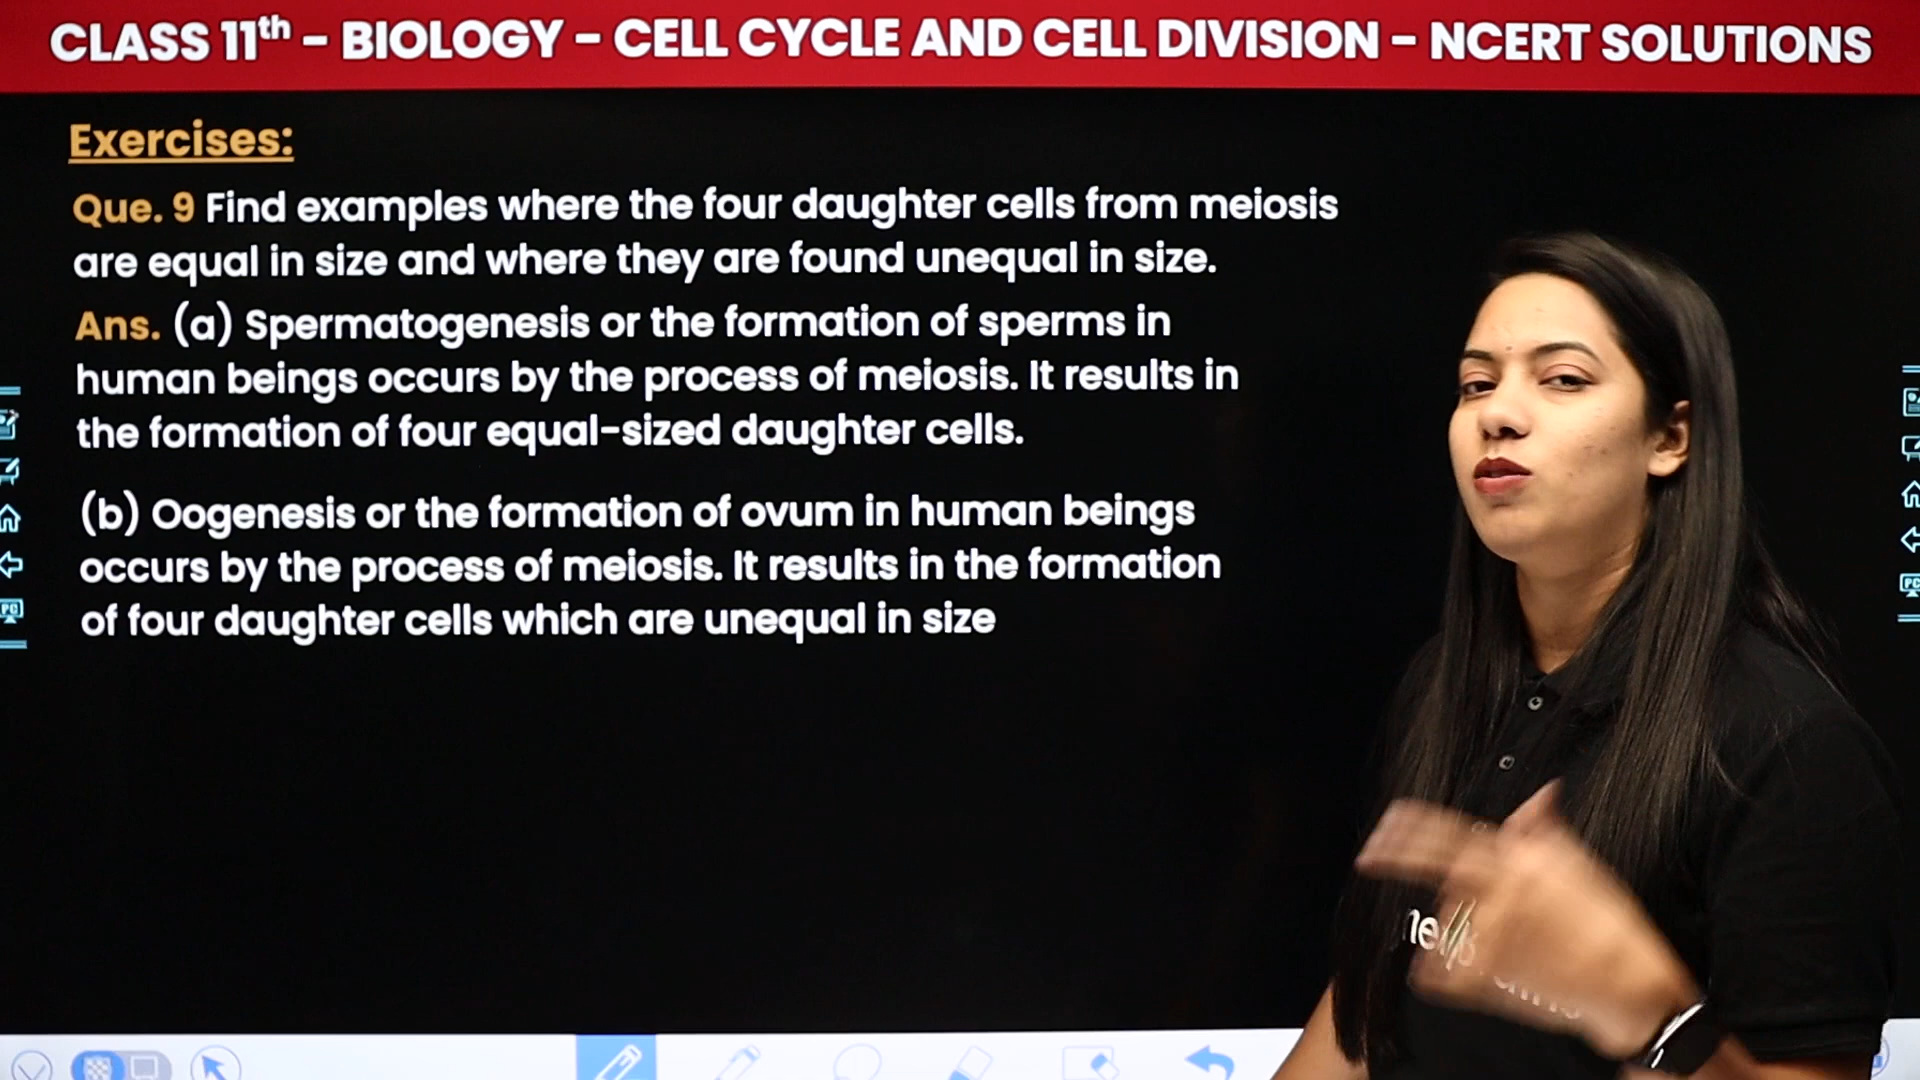 CLASS 11th - BIOLOGY - CELL CYCLE AND CELL DIVISION - NCERT SOLUTIONS
Exercises:
Que. 9 Find examples where the four daughter cells from meiosis
are equal in size and where they are found unequal in size.
Ans. (a) Spermatogenesis or the formation of sperms in
human beings occurs by the process of meiosis. It results in
the formation of four equal-sized daughter cells.
(b) Oogenesis or the formation of ovum in human beings
occurs by the process of meiosis. It results in the formation
of four daughter cells which are unequal in size
PC
PC